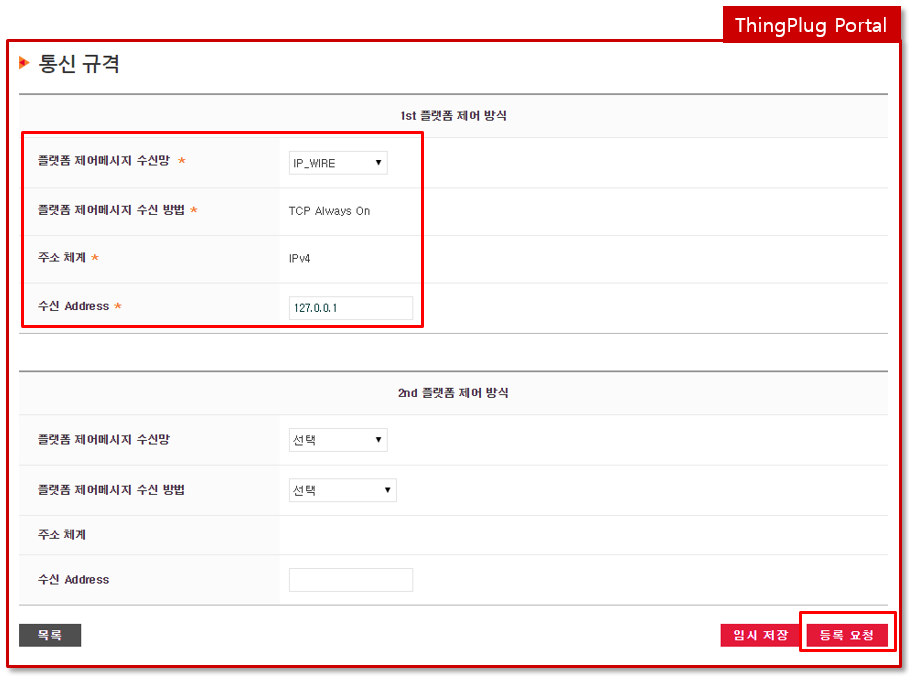 ThingPlug Portal
통신 규격
1st 플랫폼 제어 방식
플랫폼 제어메시지 수신망 *
IP_WIRE
플랫폼 제어메시지 수신 방법 *
TCP Always On
주소 체계 *
IPv4
수신 Address *
127.0.0.1
2nd 플랫폼 제어 방식
플랫폼 제어메시지 수신망
선택
플랫폼 제어메시지 수신 방법
선택
주소 체계
수신 Address
목록
임시 저장
등록 요청